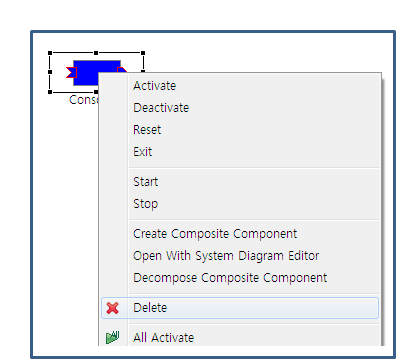 Activate
Deactivate
Reset
Exit
Start
Stop
Create Composite Component
Open With System Diagram Editor
Decompose Composite Component
Delete
All Activate